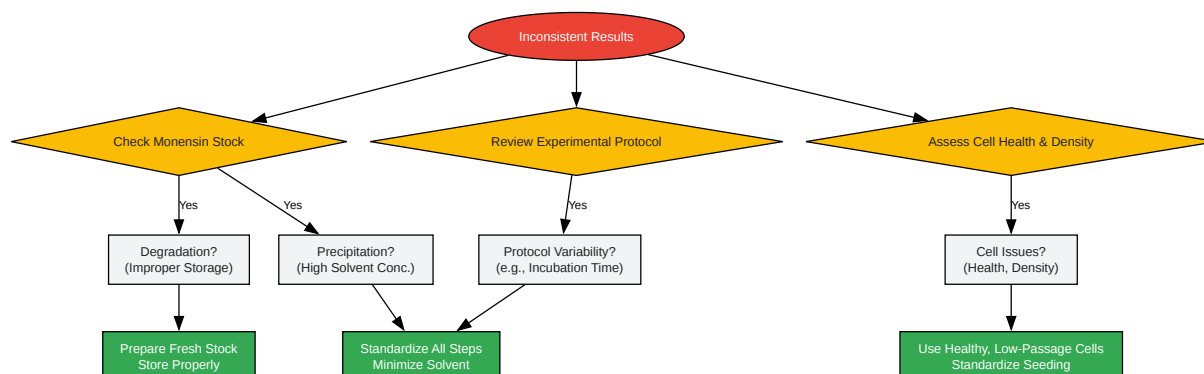 Inconsistent Results
Check Monensin Stock
Review Experimental Protocol
Assess Cell Health & Density
Yes
Yes
Yes
Yes
Degradation?
(Improper Storage)
Precipitation?
(High Solvent Conc.)
Protocol Variability?
(e.g., Incubation Time)
Cell Issues?
(Health, Density)
Prepare Fresh Stock
Store Properly
Standardize All Steps
Minimize Solvent
Use Healthy, Low-Passage Cells
Standardize Seeding